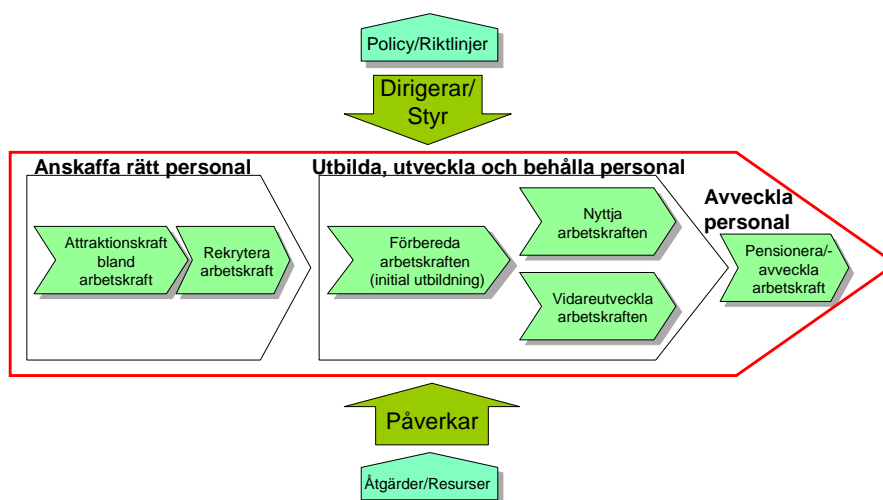 Policy/Riktlinjer
Dirigerar/
Styr
Anskaffa rätt personal
Utbilda, utveckla och behålla personal
Avveckla
personal
Attraktionskraft
bland
arbetskraft
Rekrytera
arbetskraft
Förbereda
arbetskraften
(initial utbildning)
Nyttja
arbetskraften
Vidareutveckla
arbetskraften
Pensionera/-
avveckla
arbetskraft
Påverkar
Åtgärder/Resurser